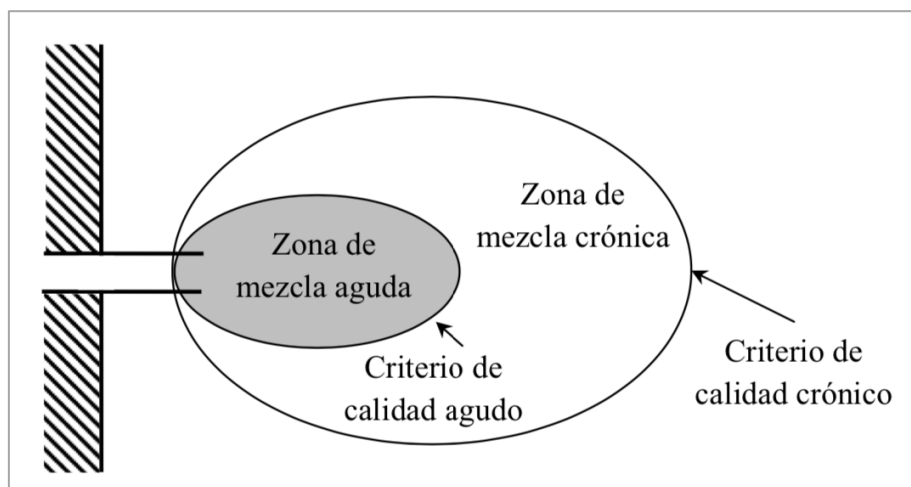 Zona de
mezcla crónica
Zona de
mezcla aguda
Criterio de
calidad agudo
Criterio de
calidad crónico